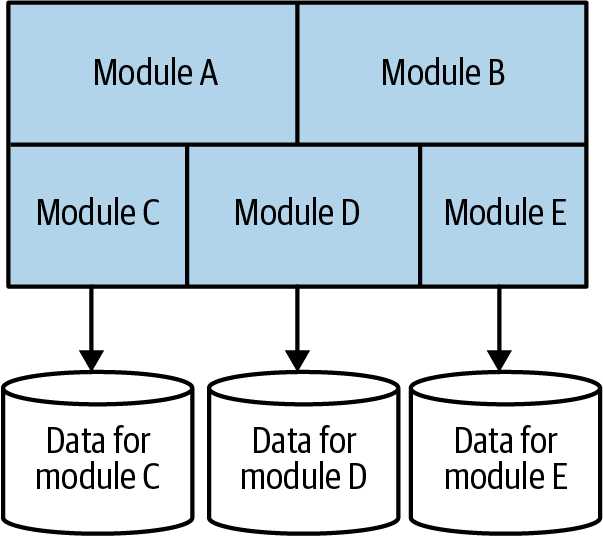 Module A
Module B
Module C
Module D
Module E
Data for
module C
Data for
module D
Data for
module E